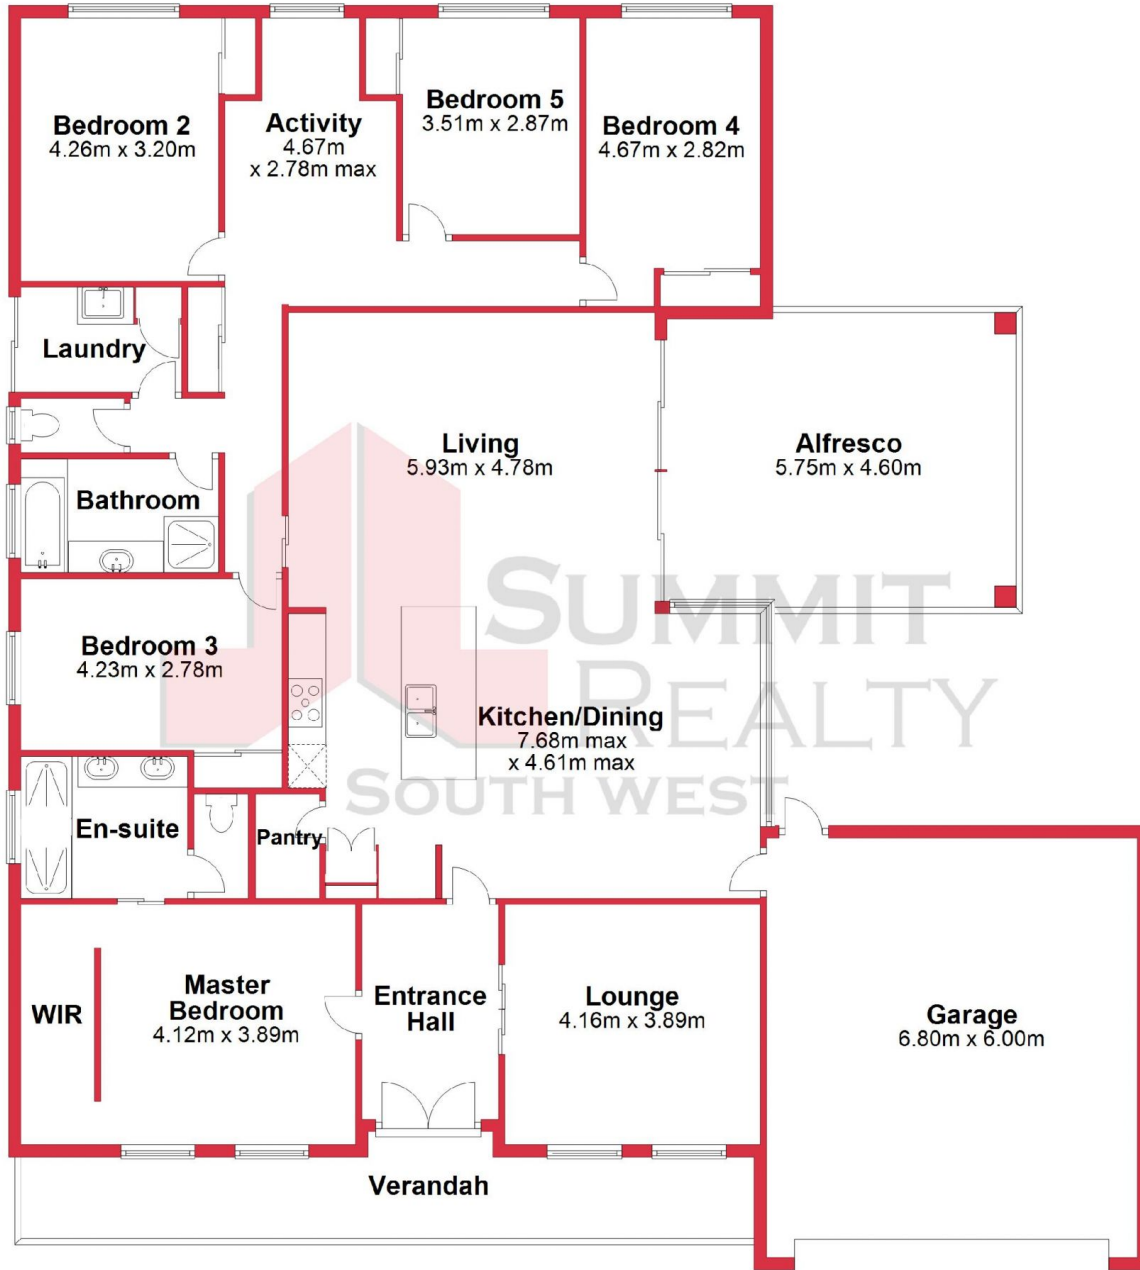 Bedroom 2
4.26m x 3.20m
Activity
4.67m
x 2.78m max
Bedroom 5
3.51m x 2.87m
Bedroom 4
4.67m x 2.82m
Laundry
Living
5.93m x 4.78m
Alfresco
5.75m x 4.60m
Bathroom
SUMMIT
REALTY
SOUTH WEST
Bedroom 3
4.23m x 2.78m
Kitchen/Dining
7.68m max
x 4.61m max
En-suite
Pantry
WIR
Master
Bedroom
4.12m x 3.89m
Entrance
Hall
Lounge
4.16m x 3.89m
Garage
6.80m x 6.00m
Verandah